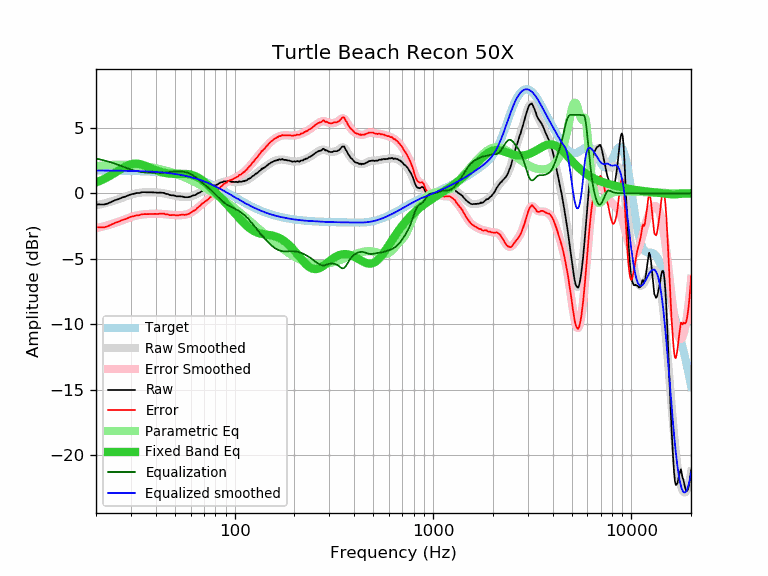 Turtle Beach Recon 50X
Amplitude (dBr)
5
0
−5
−10
−15
−20
Target
Raw Smoothed
Error Smoothed
Raw
Error
Parametric Eq
Fixed Band Eq
Equalization
Equalized smoothed
100
1000
10000
Frequency (Hz)